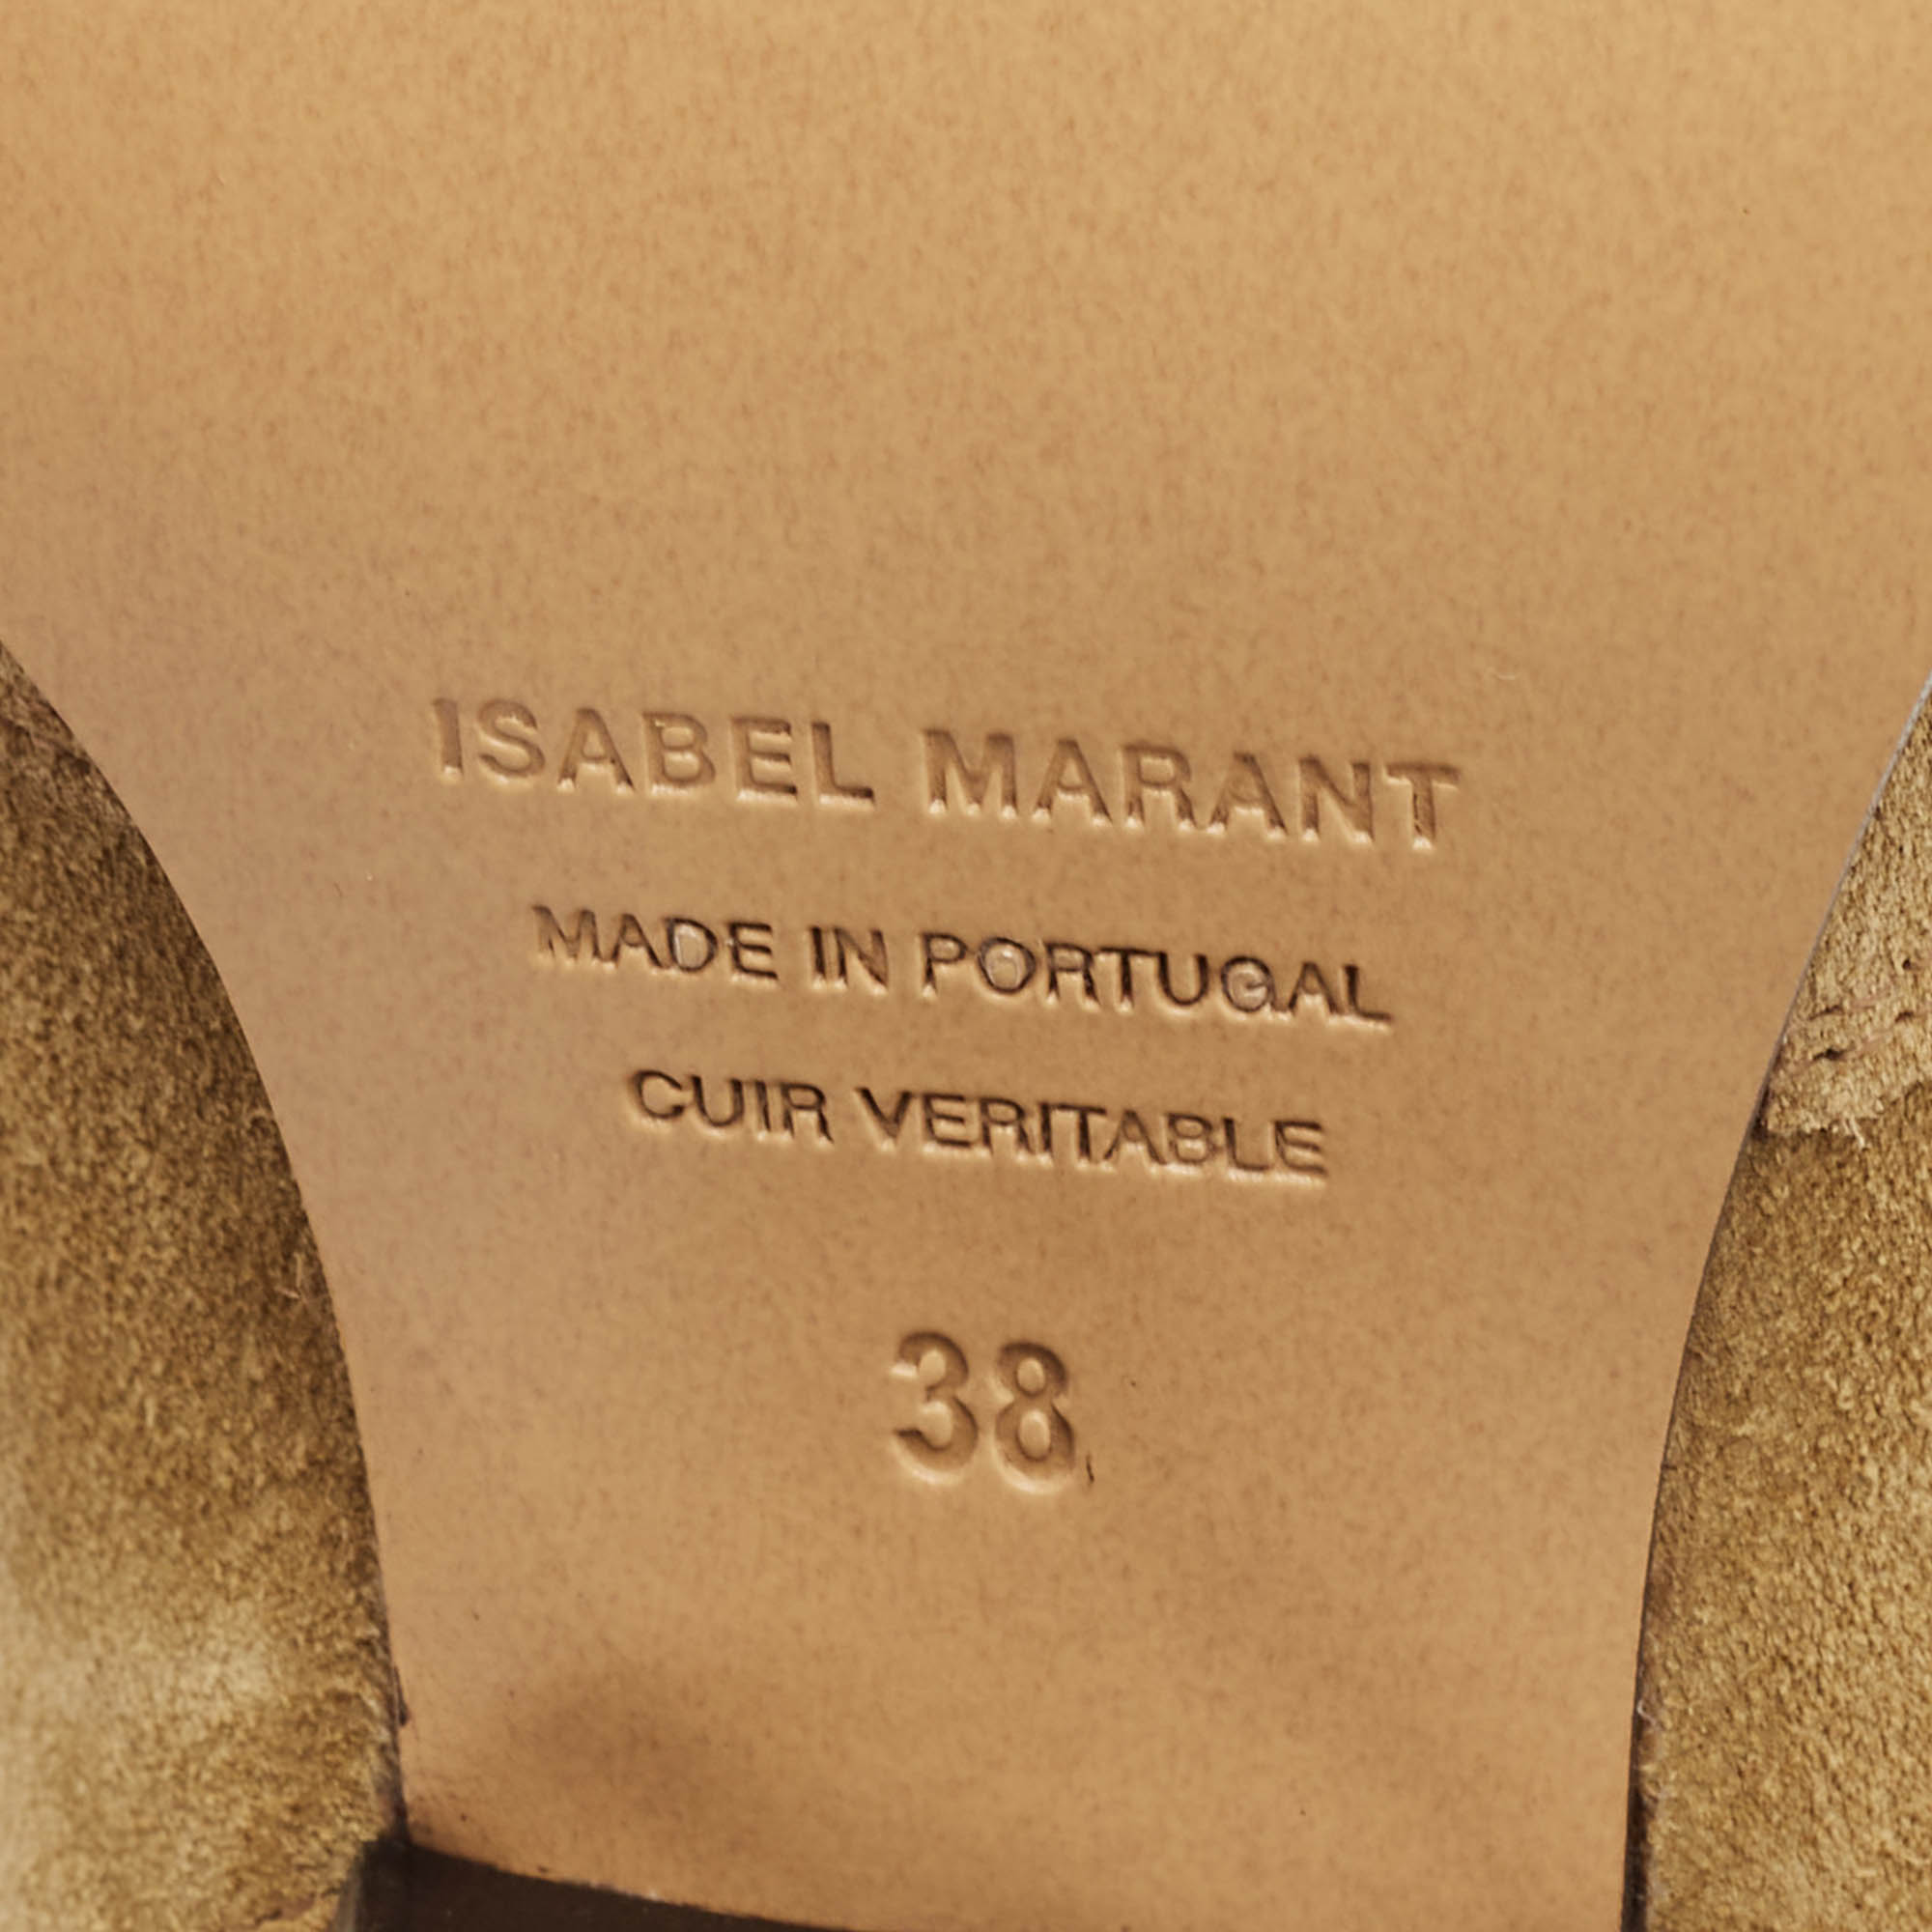 ISABEL MARANT
MADE IN PORTUGAL
CUIR VERITABLE
38